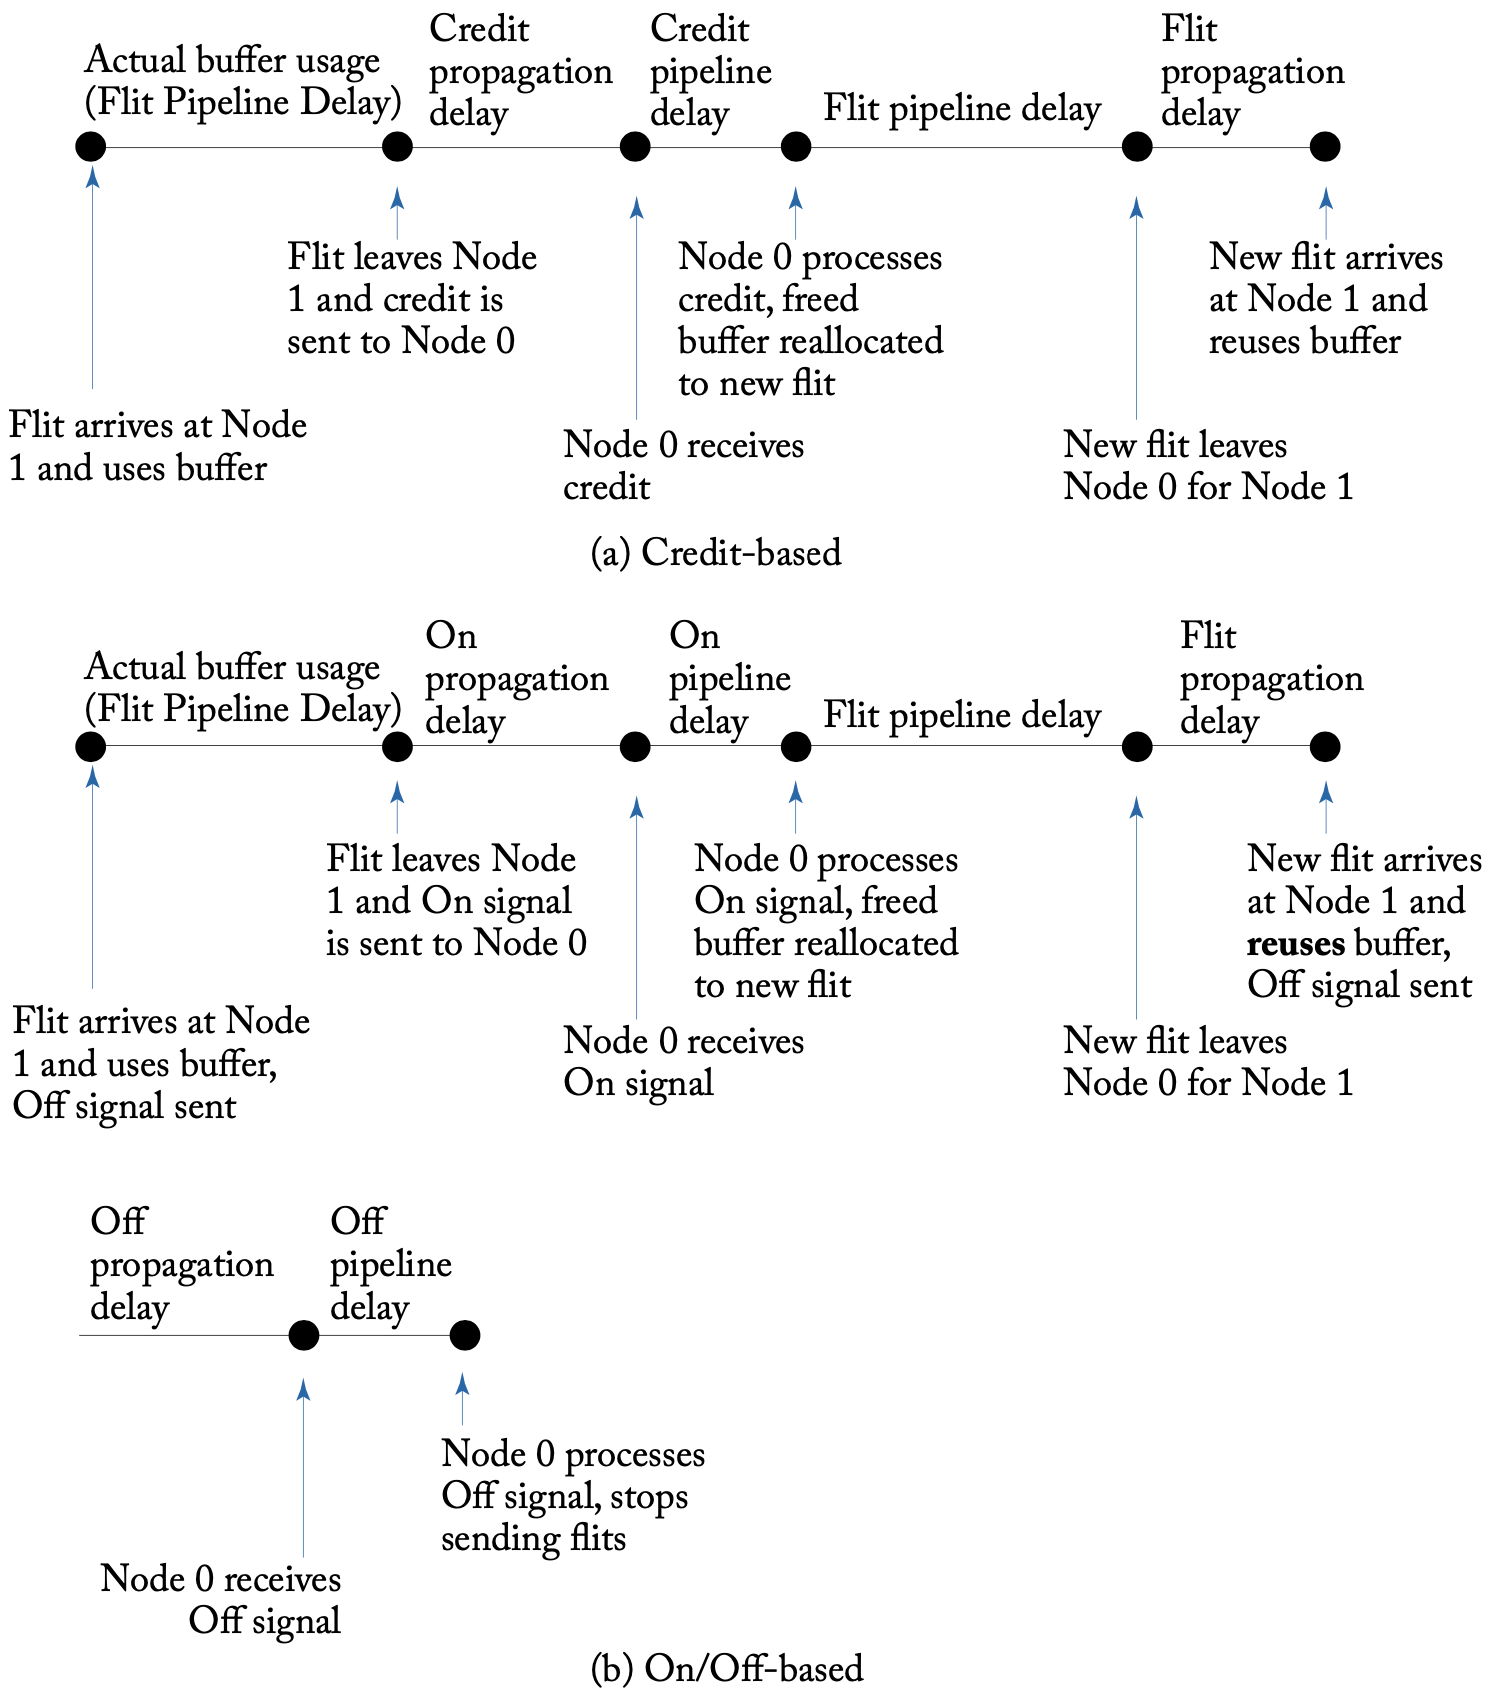 Actual buffer usage
(Flit Pipeline Delay)
Credit
propagation
delay
Credit
pipeline
delay
Flit pipeline delay
Flit
propagation
delay
Flit arrives at Node
1 and uses buffer
Flit leaves Node
1 and credit is
sent to Node 0
Node 0 receives
credit
Node 0 processes
credit, freed
buffer reallocated
to new flit
New flit leaves
Node 0 for Node 1
New flit arrives
at Node 1 and
reuses buffer
(a) Credit-based
Actual buffer usage
(Flit Pipeline Delay)
On
propagation
delay
On
pipeline
delay
Flit pipeline delay
Flit
propagation
delay
Flit arrives at Node
1 and uses buffer,
Off signal sent
Flit leaves Node
1 and On signal
is sent to Node 0
Node 0 receives
On signal
Node 0 processes
On signal, freed
buffer reallocated
to new flit
New flit leaves
Node 0 for Node 1
New flit arrives
at Node 1 and
reuses buffer,
Off signal sent
Off
propagation
delay
Off
pipeline
delay
Node 0 receives
Off signal
Node 0 processes
Off signal, stops
sending flits
(b) On/Off-based